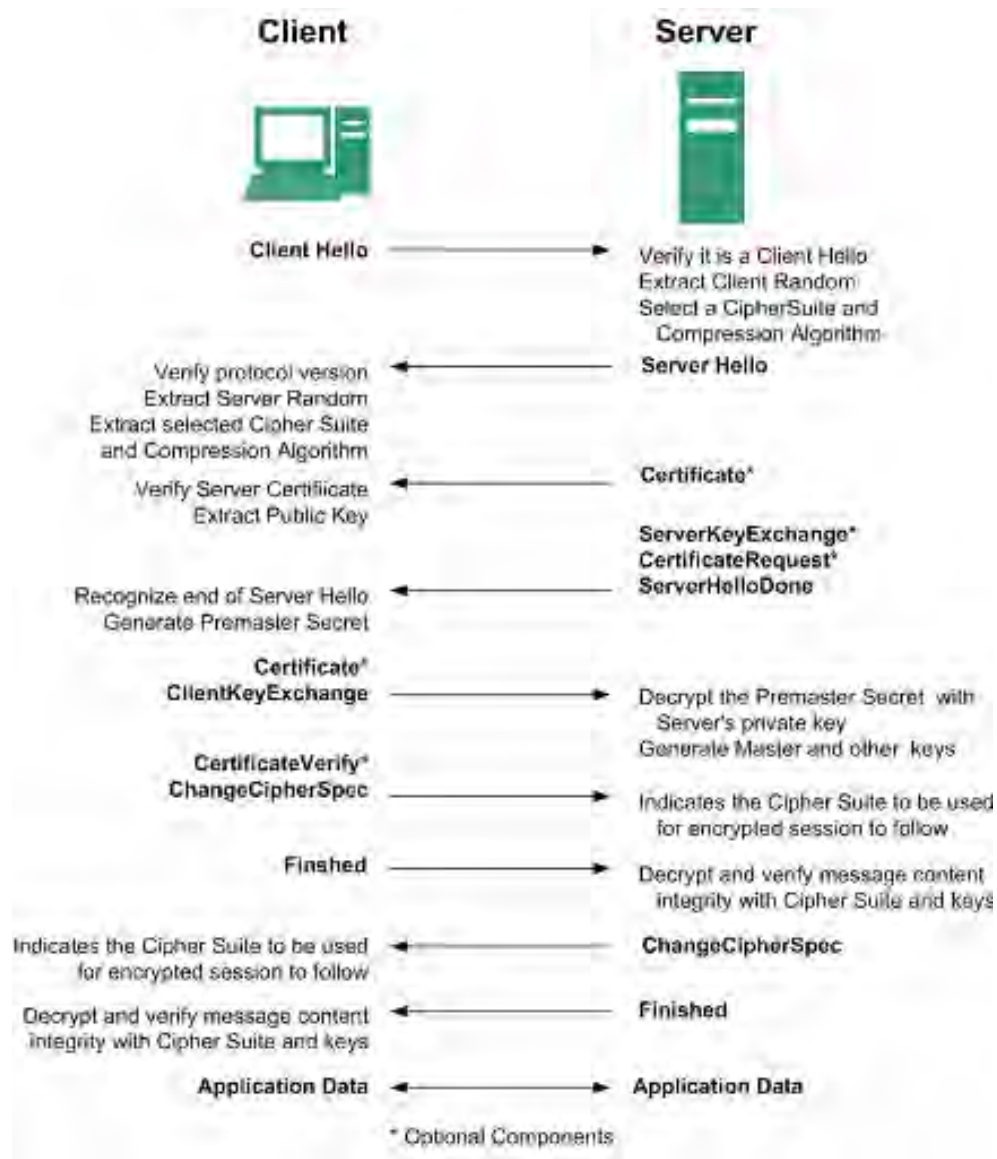 Client
Server
Client Hello
Verify it is a Client Hello
Extract Client Random
Select a CipherSuite and
Compression Algorithm
Server Hello
Verify protocol version
Extract Server Random
Extract selected Cipher Suite
and Compression Algorithm
Certificate*
Verify Server Certificate
Extract Public Key
ServerKeyExchange*
CertificateRequest*
ServerHelloDone
Recognize end of Server Hello
Generate Premaster Secret
Certificate*
ClientKeyExchange
Decrypt the Premaster Secret with
Server's private key
Generate Master and other keys
CertificateVerify*
ChangeCipherSpec
Indicates the Cipher Suite to be used
for encrypted session to follow
Finshed
Decrypt and verify message content
integrity with Cipher Suite and keys
Indicates the Cipher Suite to be used
for encrypted session to follow
ChangeCipherSpec
Finshed
Decrypt and verify message content
integrity with Cipher Suite and keys
Application Data
Application Data
* Optional Components